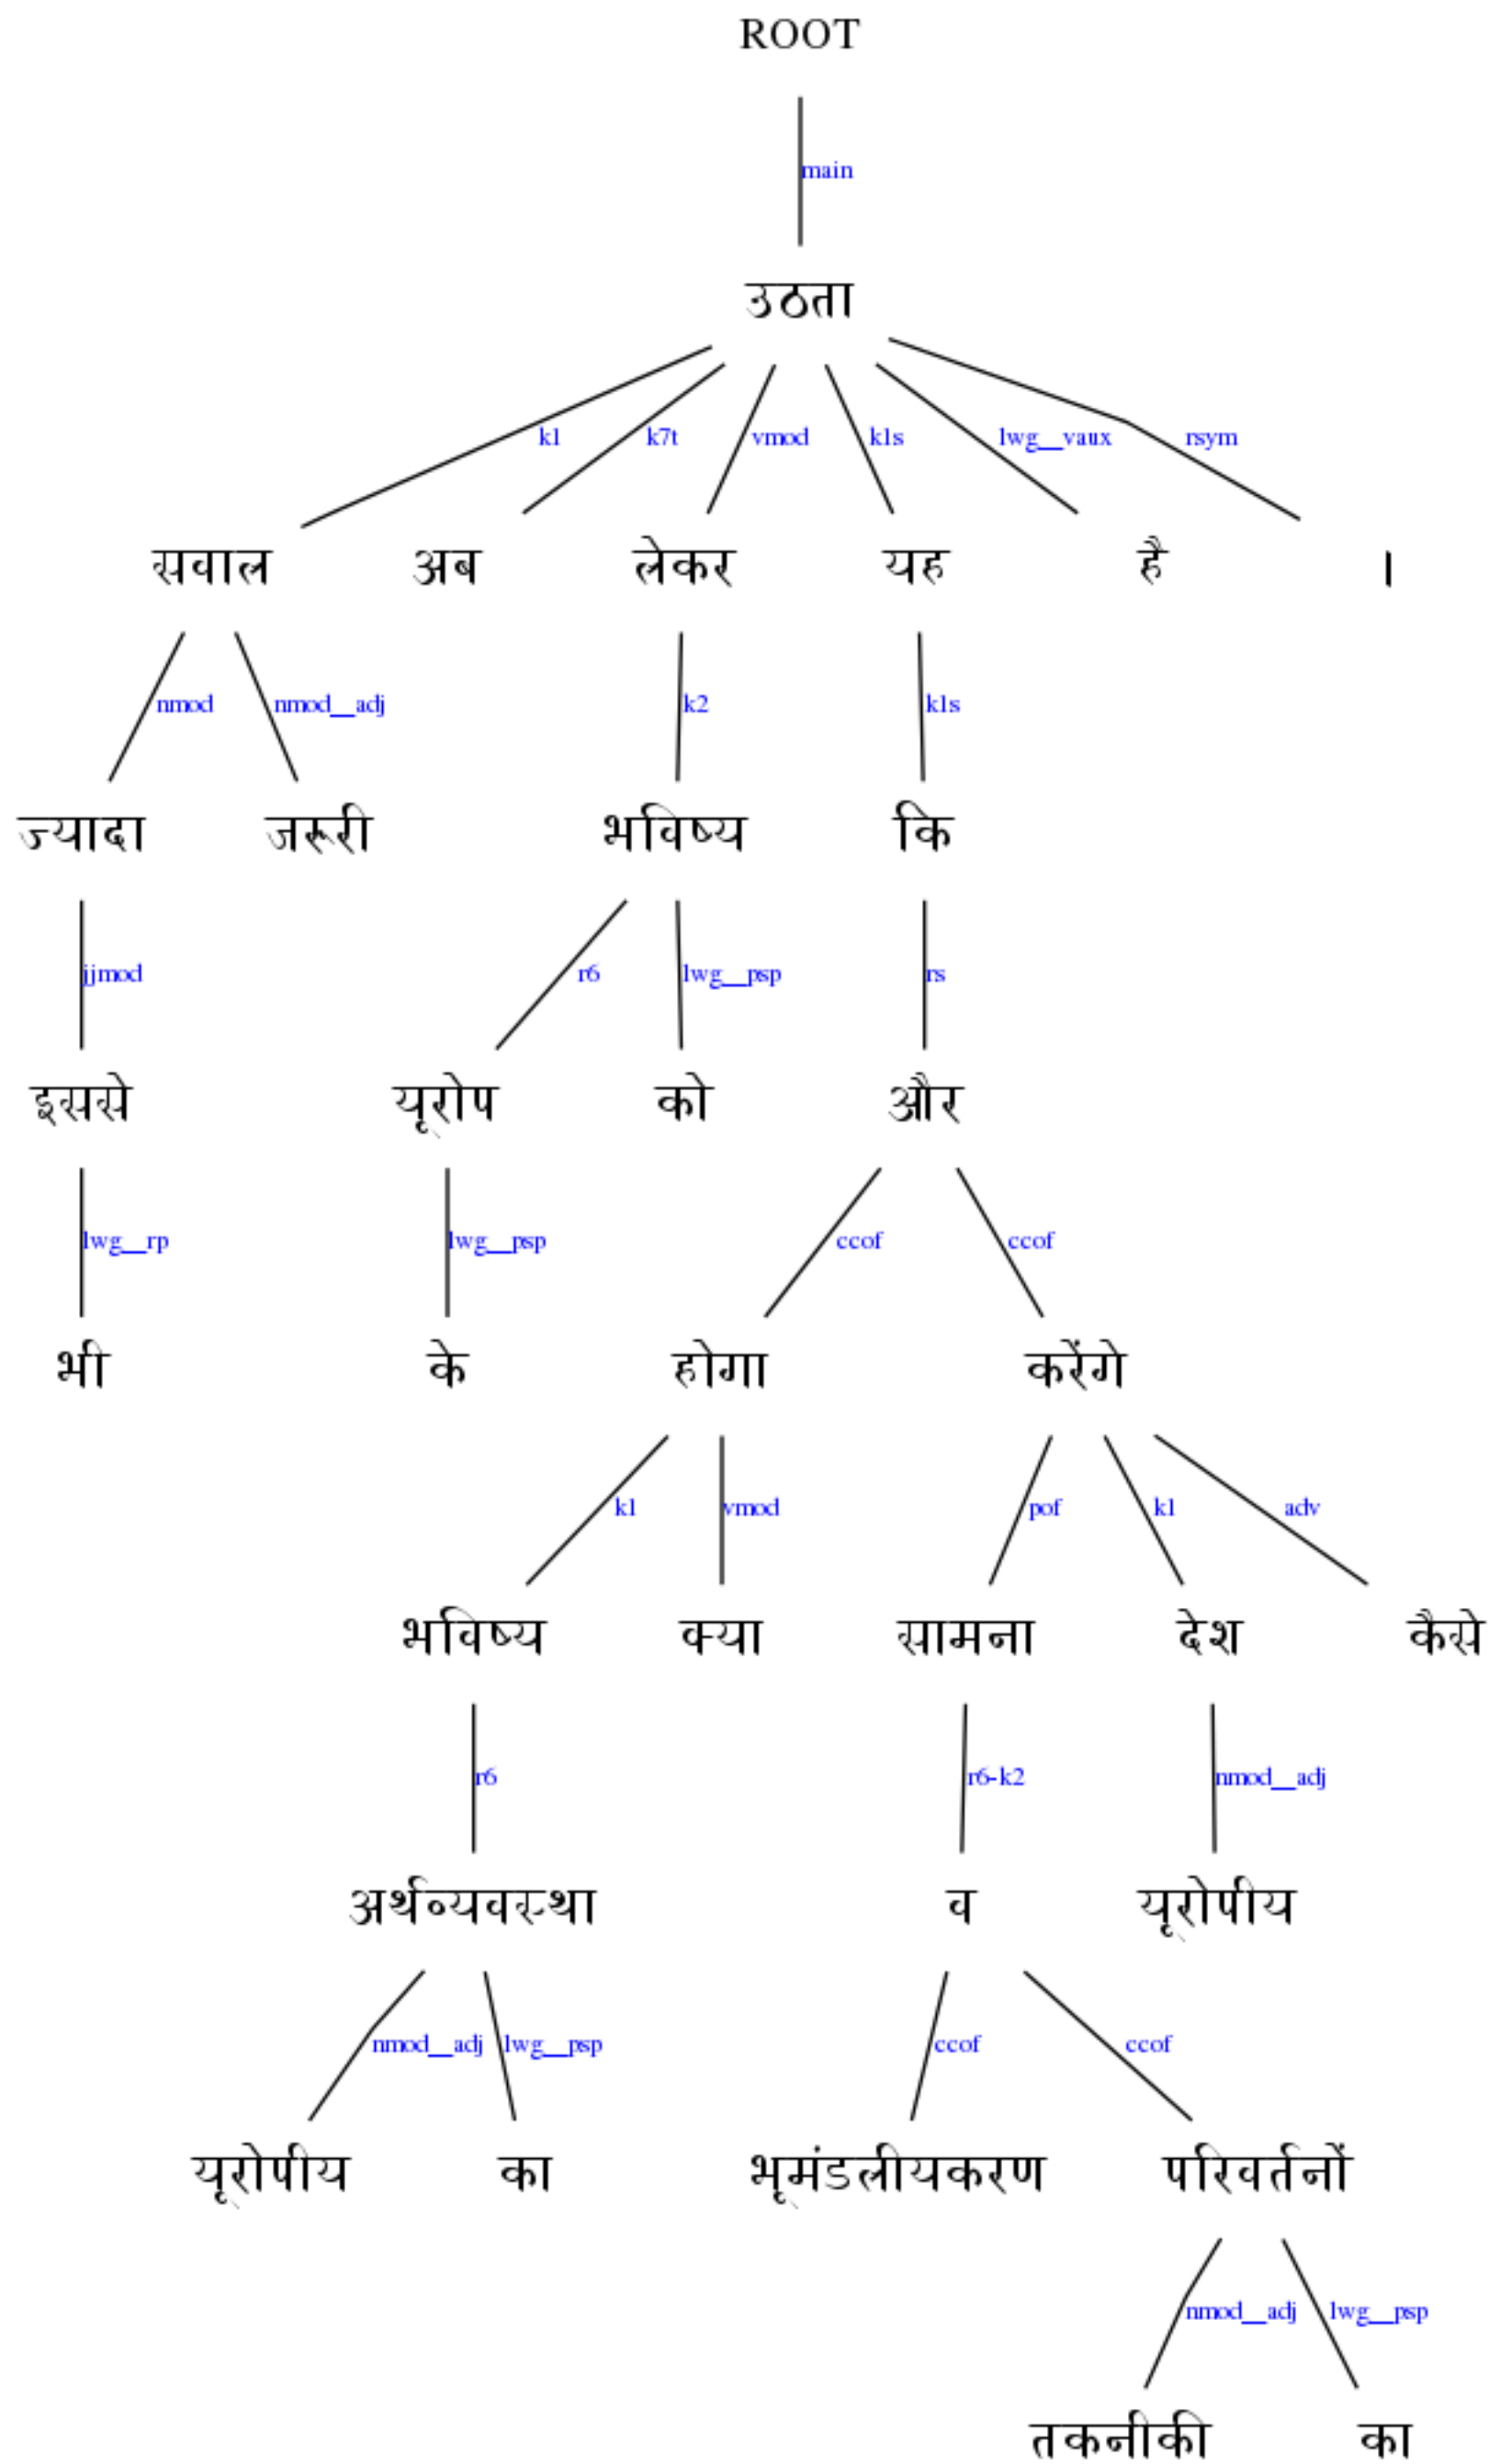 ROOT
main
उठता
k1 k7t vmod k1s lwg__vaux rsym
सवाल अब लेकर यह है ।
nmod nmod__adj k2 k1s
ज्यादा जरूरी भविष्य कि
jjmod r6 lwg__psp rs
इससे यूरोप को और
lwg__rp lwg__psp ccof ccof
भी के होगा करेंगे
k1 vmod pof k1 adv
भविष्य क्या सामना देश कैसे
r6 r6-k2 nmod__adj
अर्थव्यवस्था व यूरोपीय
nmod__adj lwg__psp ccof ccof
यूरोपीय का भूमंडलीयकरण परिवर्तनों
nmod__adj lwg__psp
तकनीकी का